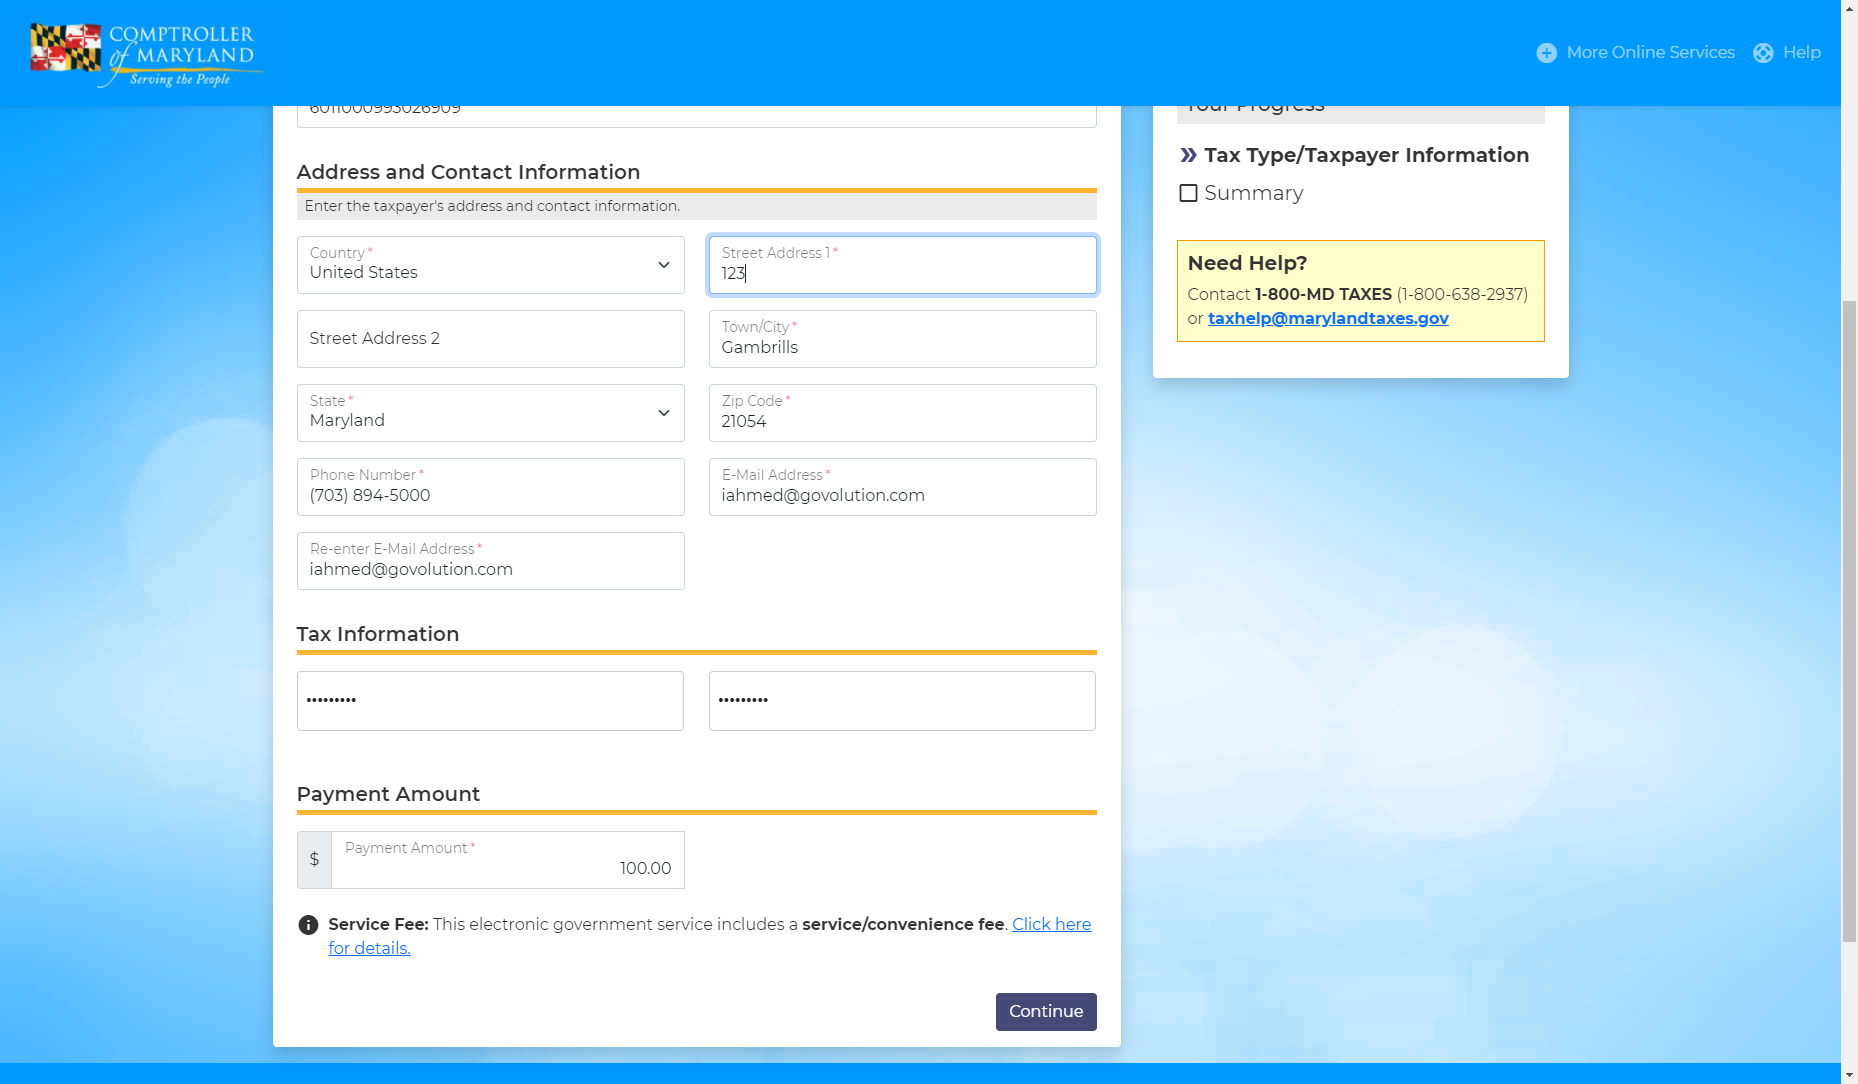 COMPTROLLER
of MARYLAND
Serving the People
More Online Services
Help
6011000993026909
Address and Contact Information
Enter the taxpayer's address and contact information.
Country*
United States
Street Address 1*
123
Street Address 2
Town/City*
Gambrills
State*
Maryland
Zip Code*
21054
Phone Number*
(703) 894-5000
E-Mail Address*
iahmed@govolution.com
Re-enter E-Mail Address*
iahmed@govolution.com
Tax Information
•••••••••
•••••••••
Payment Amount
$
Payment Amount*
100.00
Service Fee: This electronic government service includes a service/convenience fee. Click here
for details.
Continue
Your Progress
Tax Type/Taxpayer Information
Summary
Need Help?
Contact 1-800-MD TAXES (1-800-638-2937)
or taxhelp@marylandtaxes.gov